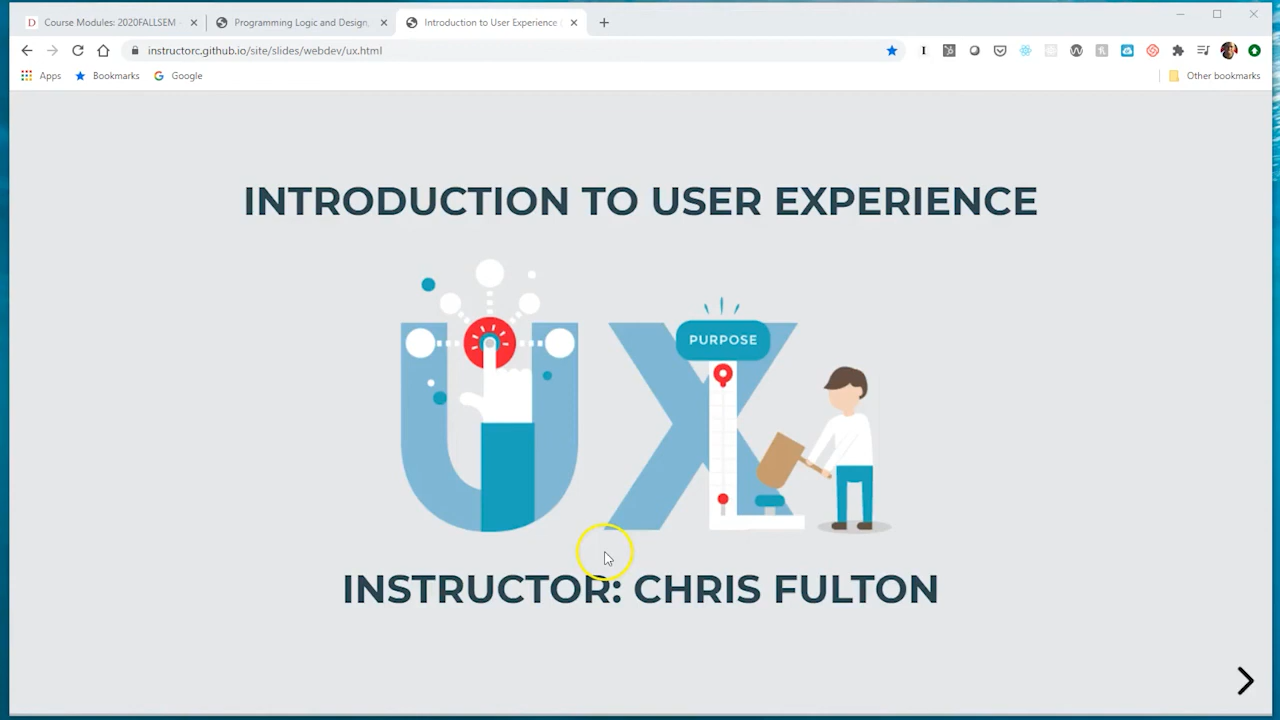 Course Modules: 2020FALLSEM
Programming Logic and Design,
Introduction to User Experience
instructorc.github.io/site/slides/webdev/ux.html
Apps
Bookmarks
Google
Other bookmarks
INTRODUCTION TO USER EXPERIENCE
UX
PURPOSE
INSTRUCTOR: CHRIS FULTON